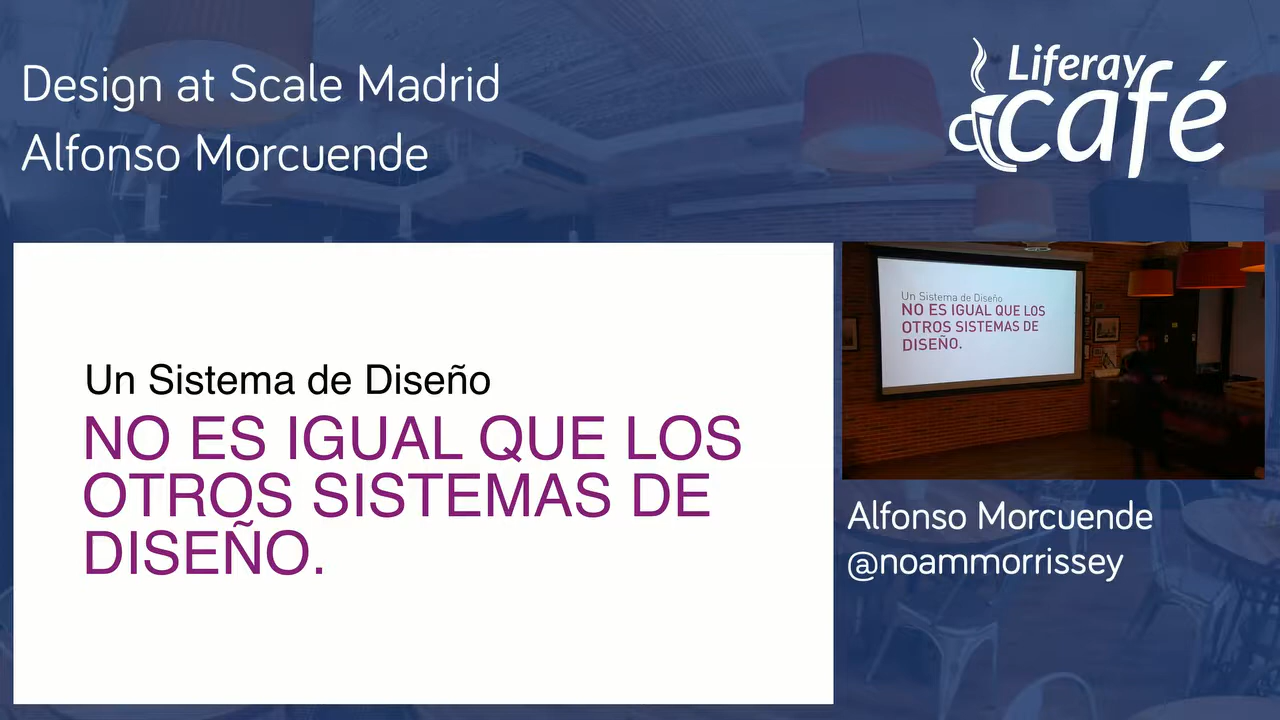 Design at Scale Madrid
Alfonso Morcuende
Liferay
café
Un Sistema de Diseño
NO ES IGUAL QUE LOS
OTROS SISTEMAS DE
DISEÑO.
Un Sistema de Diseño
NO ES IGUAL QUE LOS
OTROS SISTEMAS DE
DISEÑO.
Alfonso Morcuende
@noammorrissey